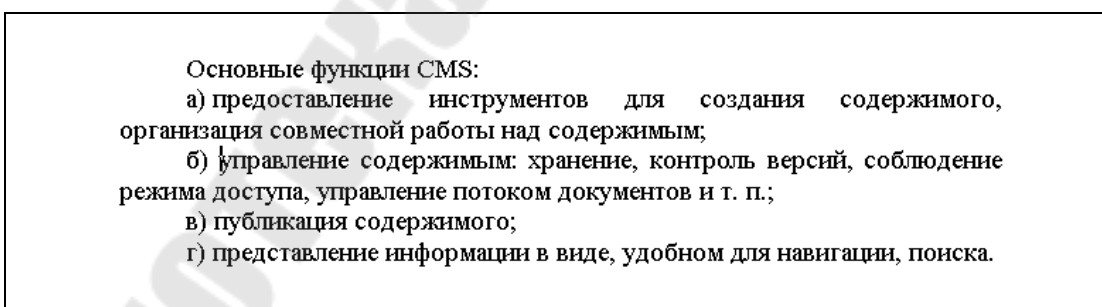 Основные функции CMS:
а) предоставление инструментов для создания содержимого,
организация совместной работы над содержимым;
б) управление содержимым: хранение, контроль версий, соблюдение
режима доступа, управление потоком документов и т. п.;
в) публикация содержимого;
г) представление информации в виде, удобном для навигации, поиска.